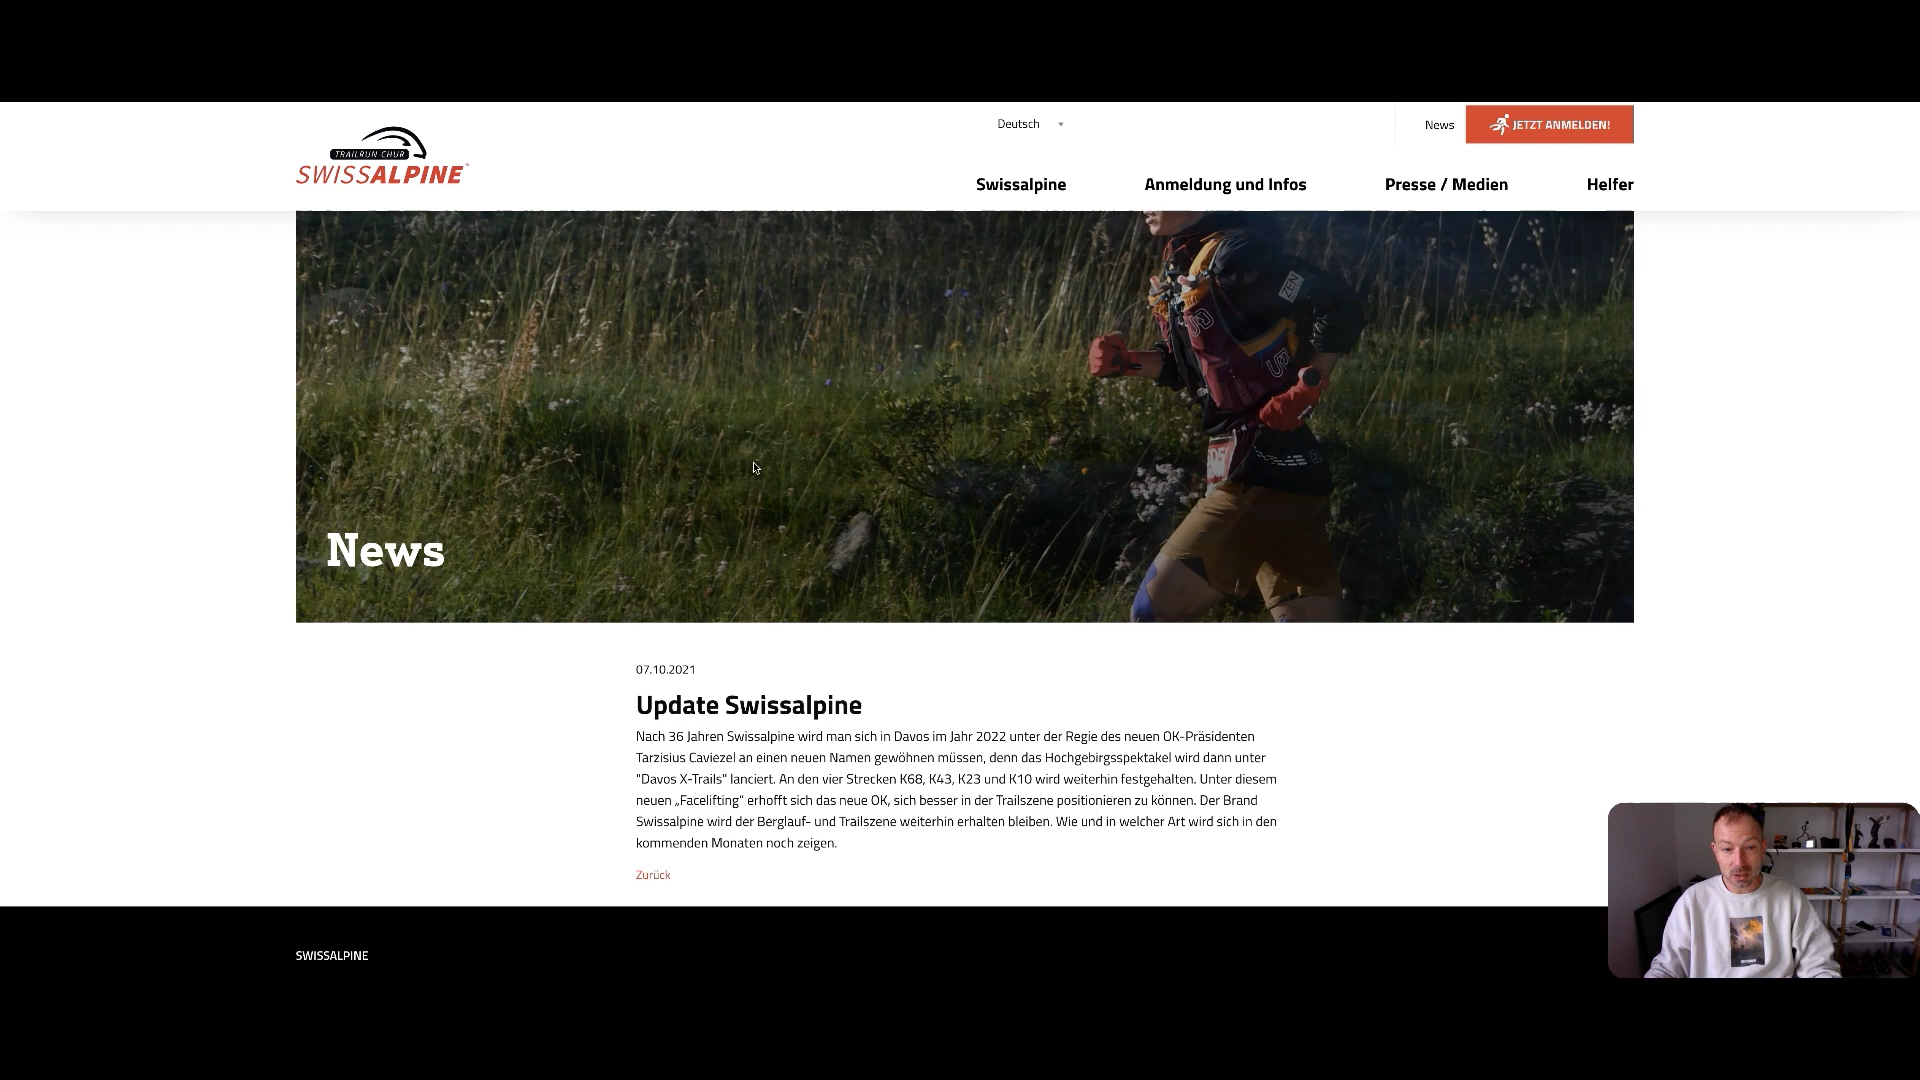 Deutsch
News
JETZT ANMELDEN!
TRAILRUN CHUR
SWISSALPINE
Swissalpine
Anmeldung und Infos
Presse / Medien
Helfer
ZEN
News
07.10.2021
Update Swissalpine
Nach 36 Jahren Swissalpine wird man sich in Davos im Jahr 2022 unter der Regie des neuen OK-Präsidenten
Tarzisius Caviezel an einen neuen Namen gewöhnen müssen, denn das Hochgebirgsspektakel wird dann unter
"Davos X-Trails" lanciert. An den vier Strecken K68, K43, K23 und K10 wird weiterhin festgehalten. Unter diesem
neuen „Facelifting" erhofft sich das neue OK, sich besser in der Trailszene positionieren zu können. Der Brand
Swissalpine wird der Berglauf- und Trailszene weiterhin erhalten bleiben. Wie und in welcher Art wird sich in den
kommenden Monaten noch zeigen.
Zurück
SWISSALPINE